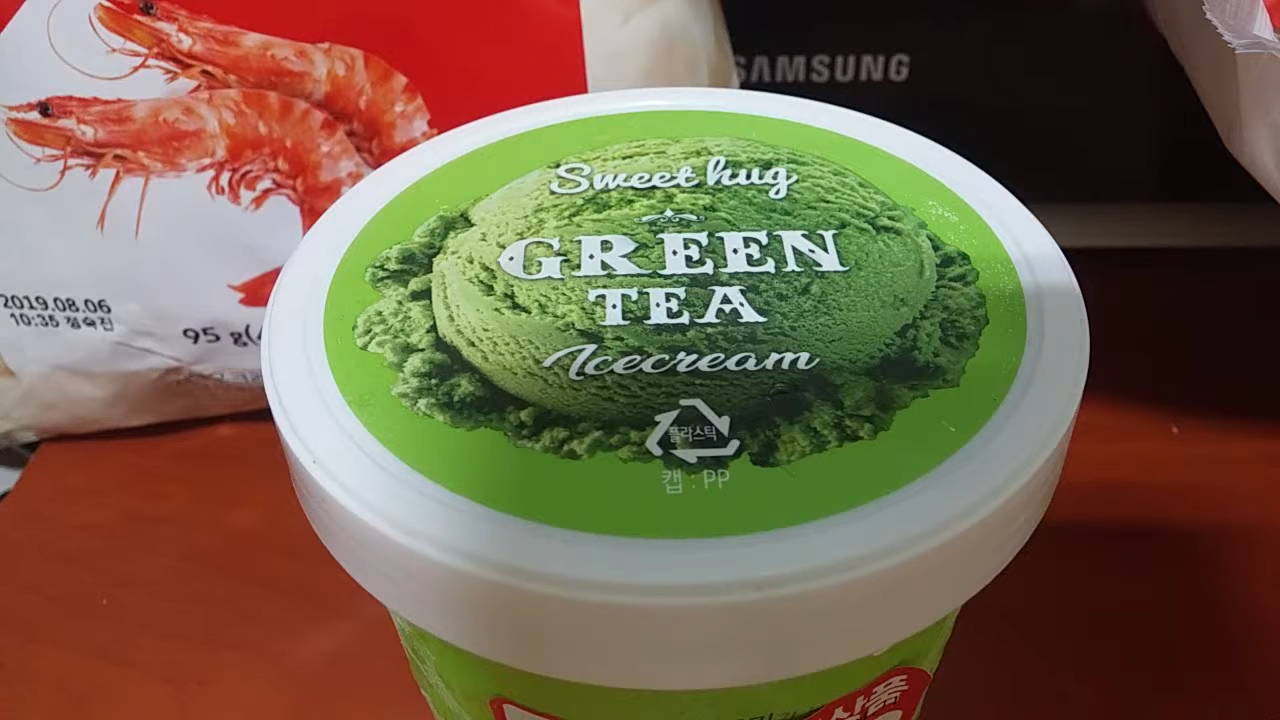 SAMSUNG
Sweet hug
GREEN
TEA
Icecream
플라스틱
캡 : PP
2019.08.06
10:35 정숙진
95 g(